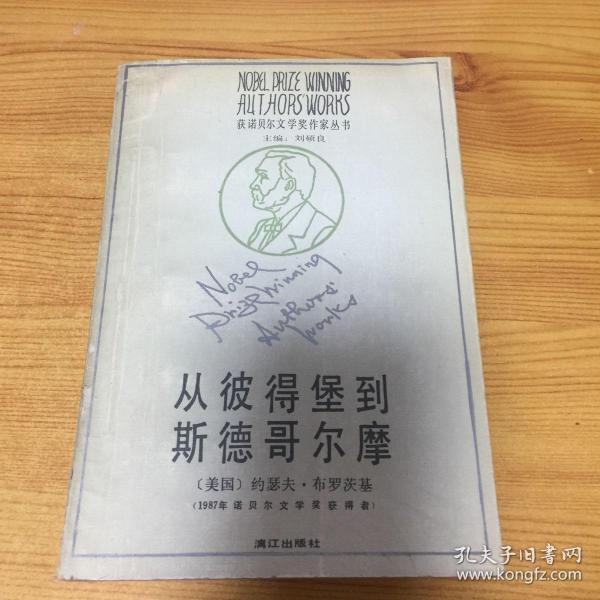 NOBEL PRIZE WINNING
AUTHORS'WORKS
获诺贝尔文学奖作家丛书
主编：刘硕良
Nobel
Prize Winning
Authors'
works
从彼得堡到
斯德哥尔摩
〔美国〕约瑟夫·布罗茨基
(1987年诺贝尔文学奖获得者)
漓江出版社
孔夫子旧书网
www.kongfz.com